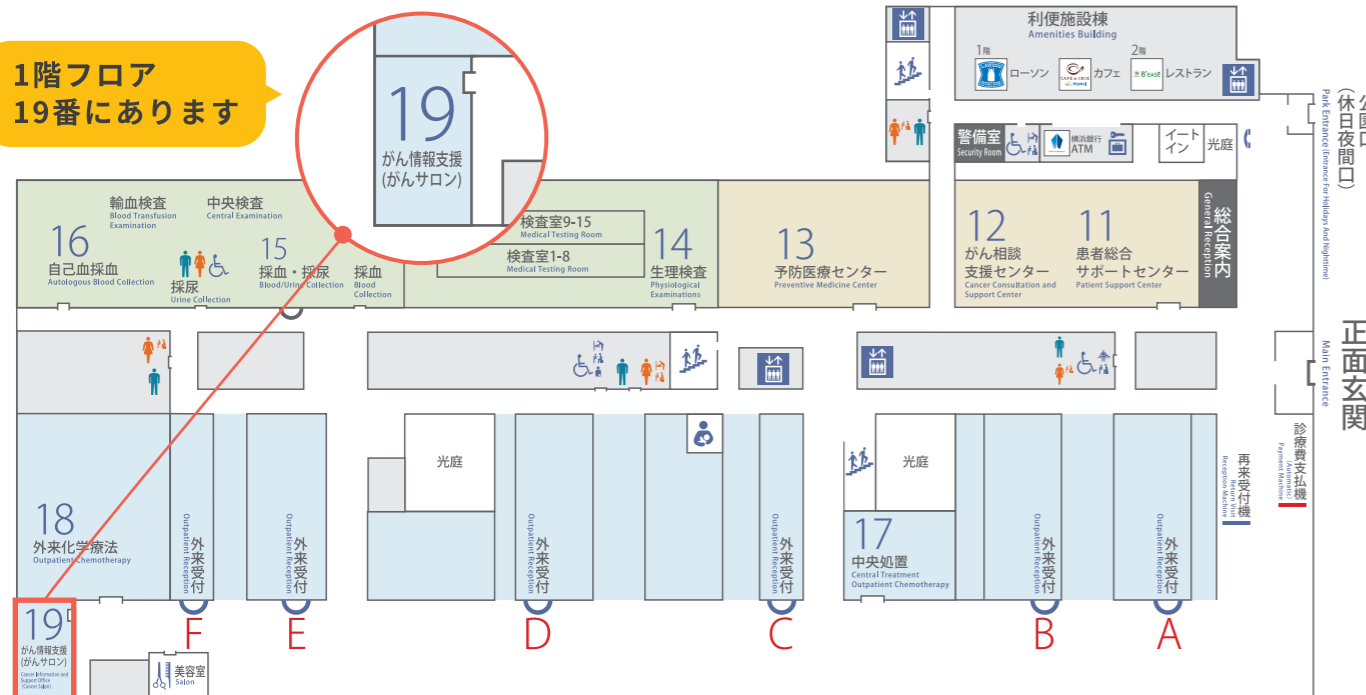 1階フロア
19番にあります
19
がん情報支援
(がんサロン)
利便施設棟
Amenities Building
1階
ローソン
カフェ
2階
レストラン
公園口
(休日夜間口)
Park Entrance (Entrance For Holidays And Nighttime)
警備室
Security Room
横浜銀行
ATM
イート
イン
光庭
総合案内
General Reception
輸血検査
Blood Transfusion
Examination
中央検査
Central Examination
16
自己血採血
Autologous Blood Collection
採尿
Urine Collection
15
採血・採尿
Blood/Urine Collection
採血
Blood
Collection
検査室9-15
Medical Testing Room
検査室1-8
Medical Testing Room
14
生理検査
Physiological
Examinations
13
予防医療センター
Preventive Medicine Center
12
がん相談
支援センター
Cancer Consultation and
Support Center
11
患者総合
サポートセンター
Patient Support Center
正面玄関
Main Entrance
診療費支払機
(Automatic)
Payment Machine
再来受付機
Return Visit
Reception Machine
18
外来化学療法
Outpatient Chemotherapy
外来受付
Outpatient Reception
F
外来受付
Outpatient Reception
E
光庭
外来受付
Outpatient Reception
D
外来受付
Outpatient Reception
C
光庭
17
中央処置
Central Treatment
Outpatient Chemotherapy
外来受付
Outpatient Reception
B
外来受付
Outpatient Reception
A
19
がん情報支援
(がんサロン)
Cancer Information and
Support Office
(Cancer Salon)
美容室
Salon